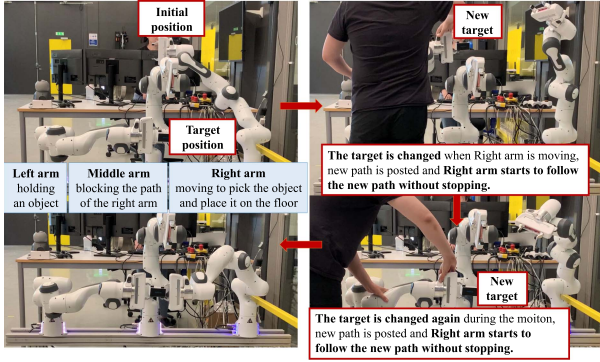 Initial
position
Target
position
Left arm
holding
an object
Middle arm
blocking the path
of the right arm
Right arm
moving to pick the object
and place it on the floor
New
target
The target is changed when Right arm is moving,
new path is posted and Right arm starts to follow
the new path without stopping.
New
target
The target is changed again during the moiton,
new path is posted and Right arm starts to
follow the new path without stopping.